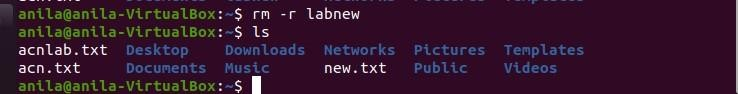 anila@anila-VirtualBox:~$ rm -r labnew
anila@anila-VirtualBox:~$ ls
acnlab.txt Desktop Downloads Networks Pictures Templates
acn.txt Documents Music new.txt Public Videos
anila@anila-VirtualBox:~$